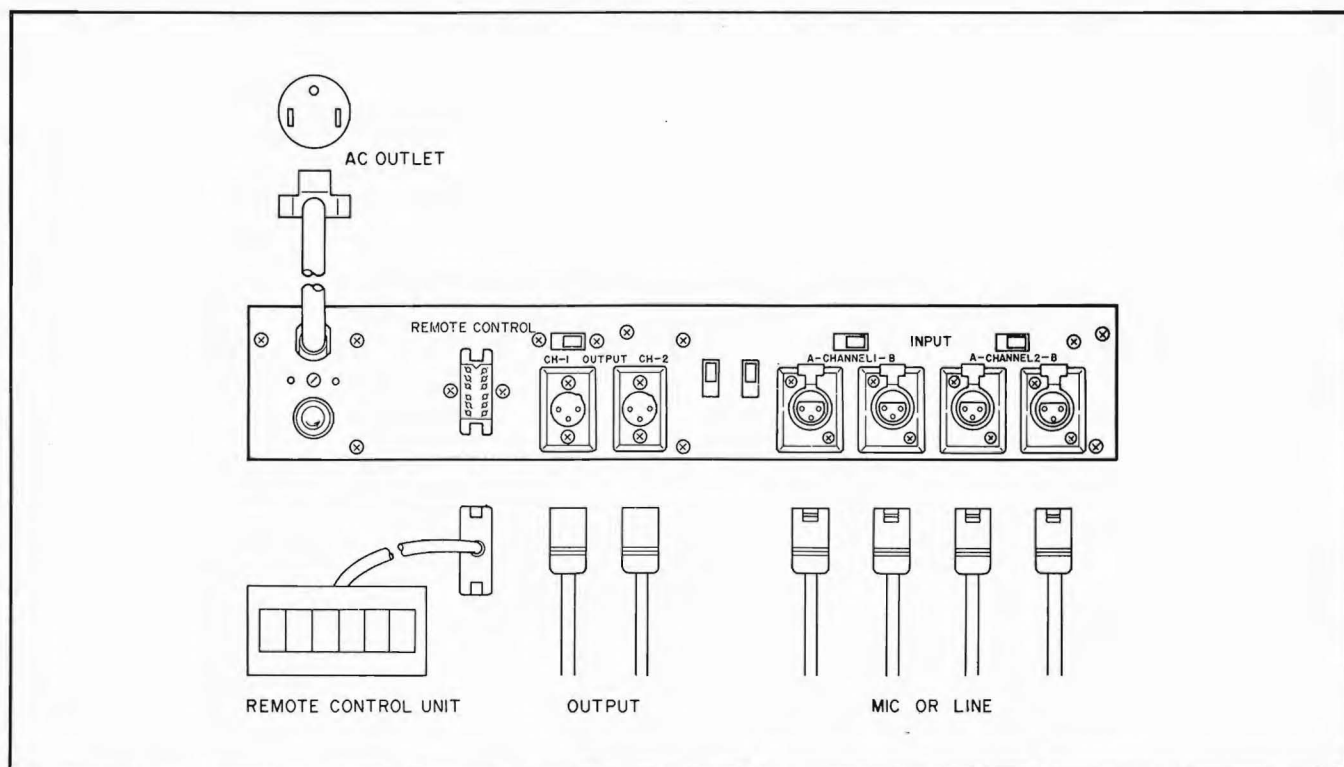 AC OUTLET
REMOTE CONTROL
INPUT
CH-1 OUTPUT CH-2
A-CHANNEL1-B
A-CHANNEL2-B
REMOTE CONTROL UNIT
OUTPUT
MIC OR LINE